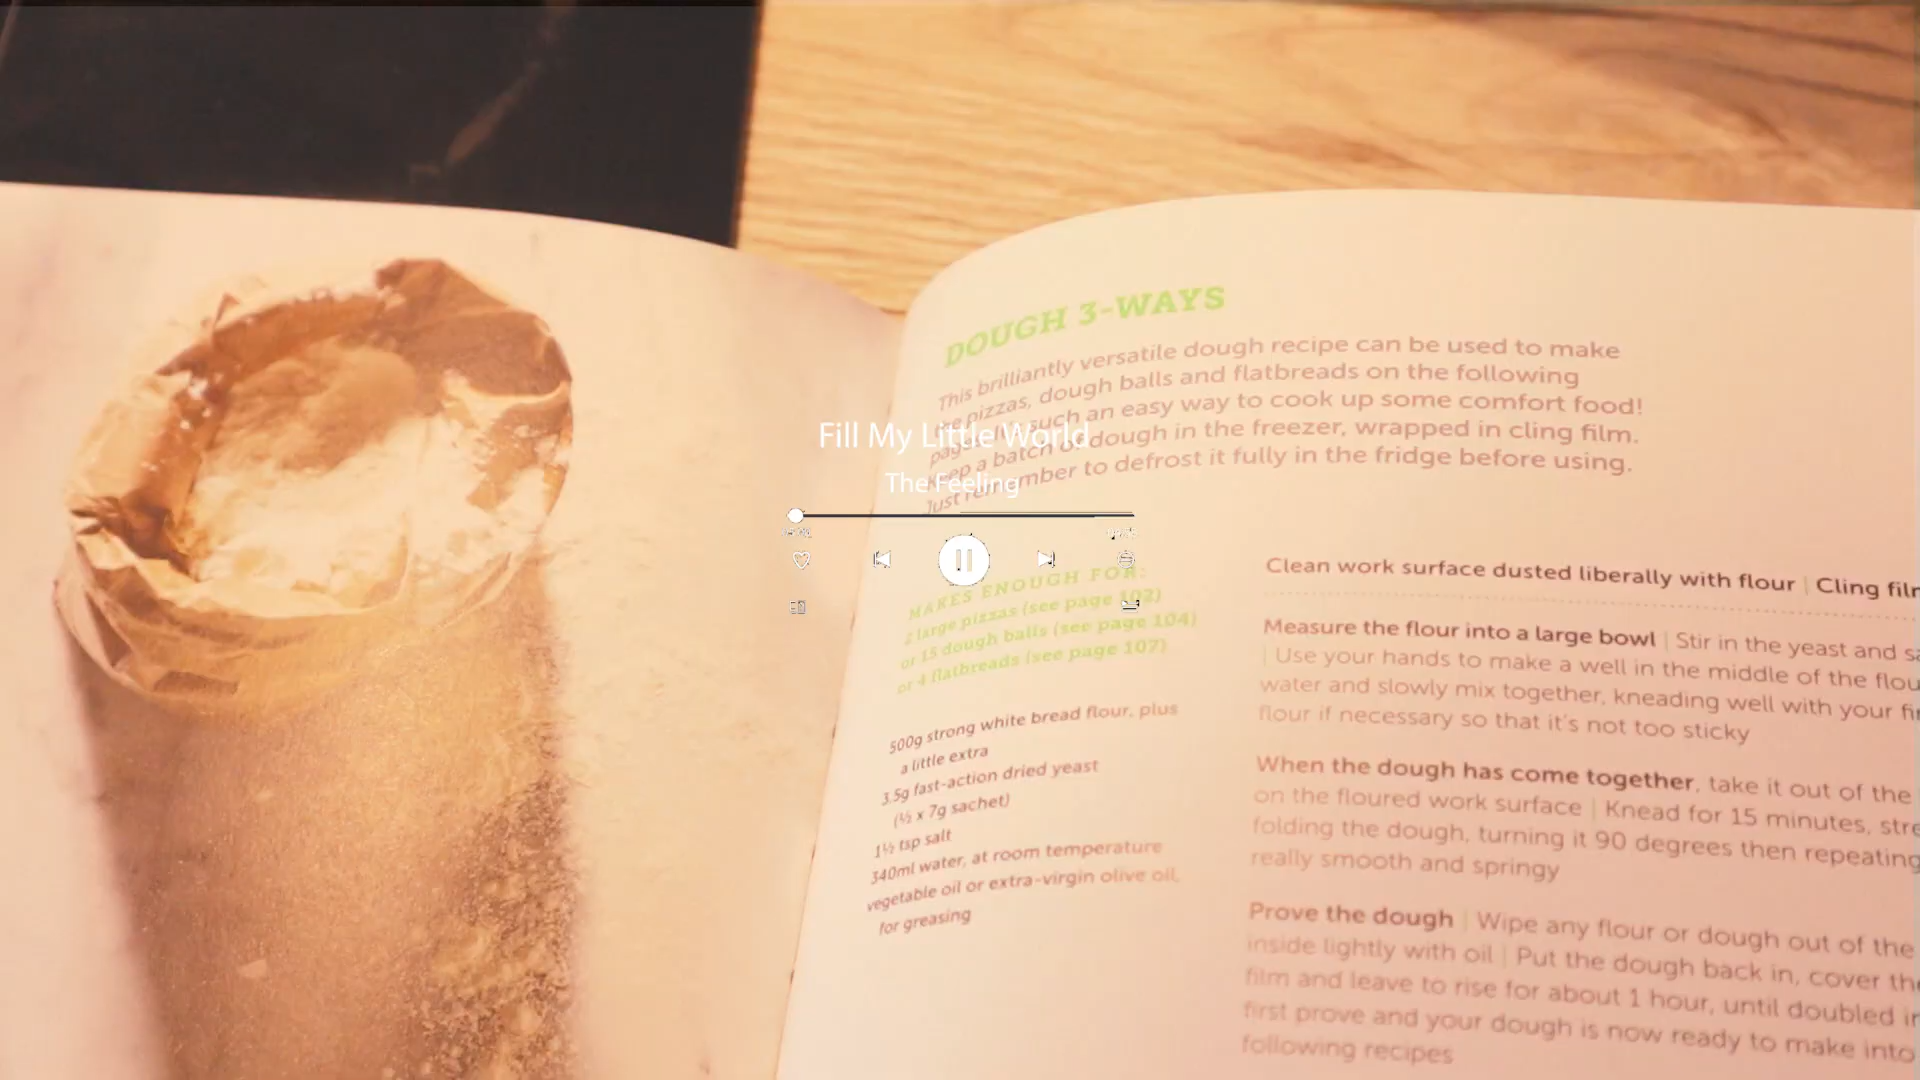 DOUGH 3-WAYS
This brilliantly versatile dough recipe can be used to make
pizzas, dough balls and flatbreads on the following
such an easy way to cook up some comfort food!
Keep a batch of dough in the freezer, wrapped in cling film.
Just remember to defrost it fully in the fridge before using.
Fill My Little World
The Feeling
MAKES ENOUGH FOR:
2 large pizzas (see page 102)
or 15 dough balls (see page 104)
or 4 flatbreads (see page 107)
500g strong white bread flour, plus
a little extra
3.5g fast-action dried yeast
(½ x 7g sachet)
1½ tsp salt
340ml water, at room temperature
vegetable oil or extra-virgin olive oil,
for greasing
Clean work surface dusted liberally with flour | Cling
Measure the flour into a large bowl | Stir in the yeast and
| Use your hands to make a well in the middle of the
water and slowly mix together, kneading well with your
flour if necessary so that it's not too sticky
When the dough has come together, take it out of the
on the floured work surface | Knead for 15 minutes,
folding the dough, turning it 90 degrees then repeating
really smooth and springy
Prove the dough | Wipe any flour or dough out of the
inside lightly with oil | Put the dough back in, cover
film and leave to rise for about 1 hour, until doubled
first prove and your dough is now ready to make into
following recipes